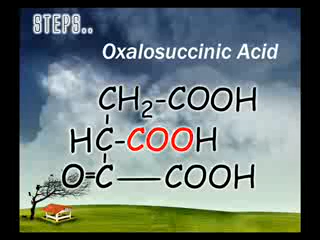 STEPS..
Oxalosuccinic Acid
CH2-COOH
HC-COOH
O=C—COOH